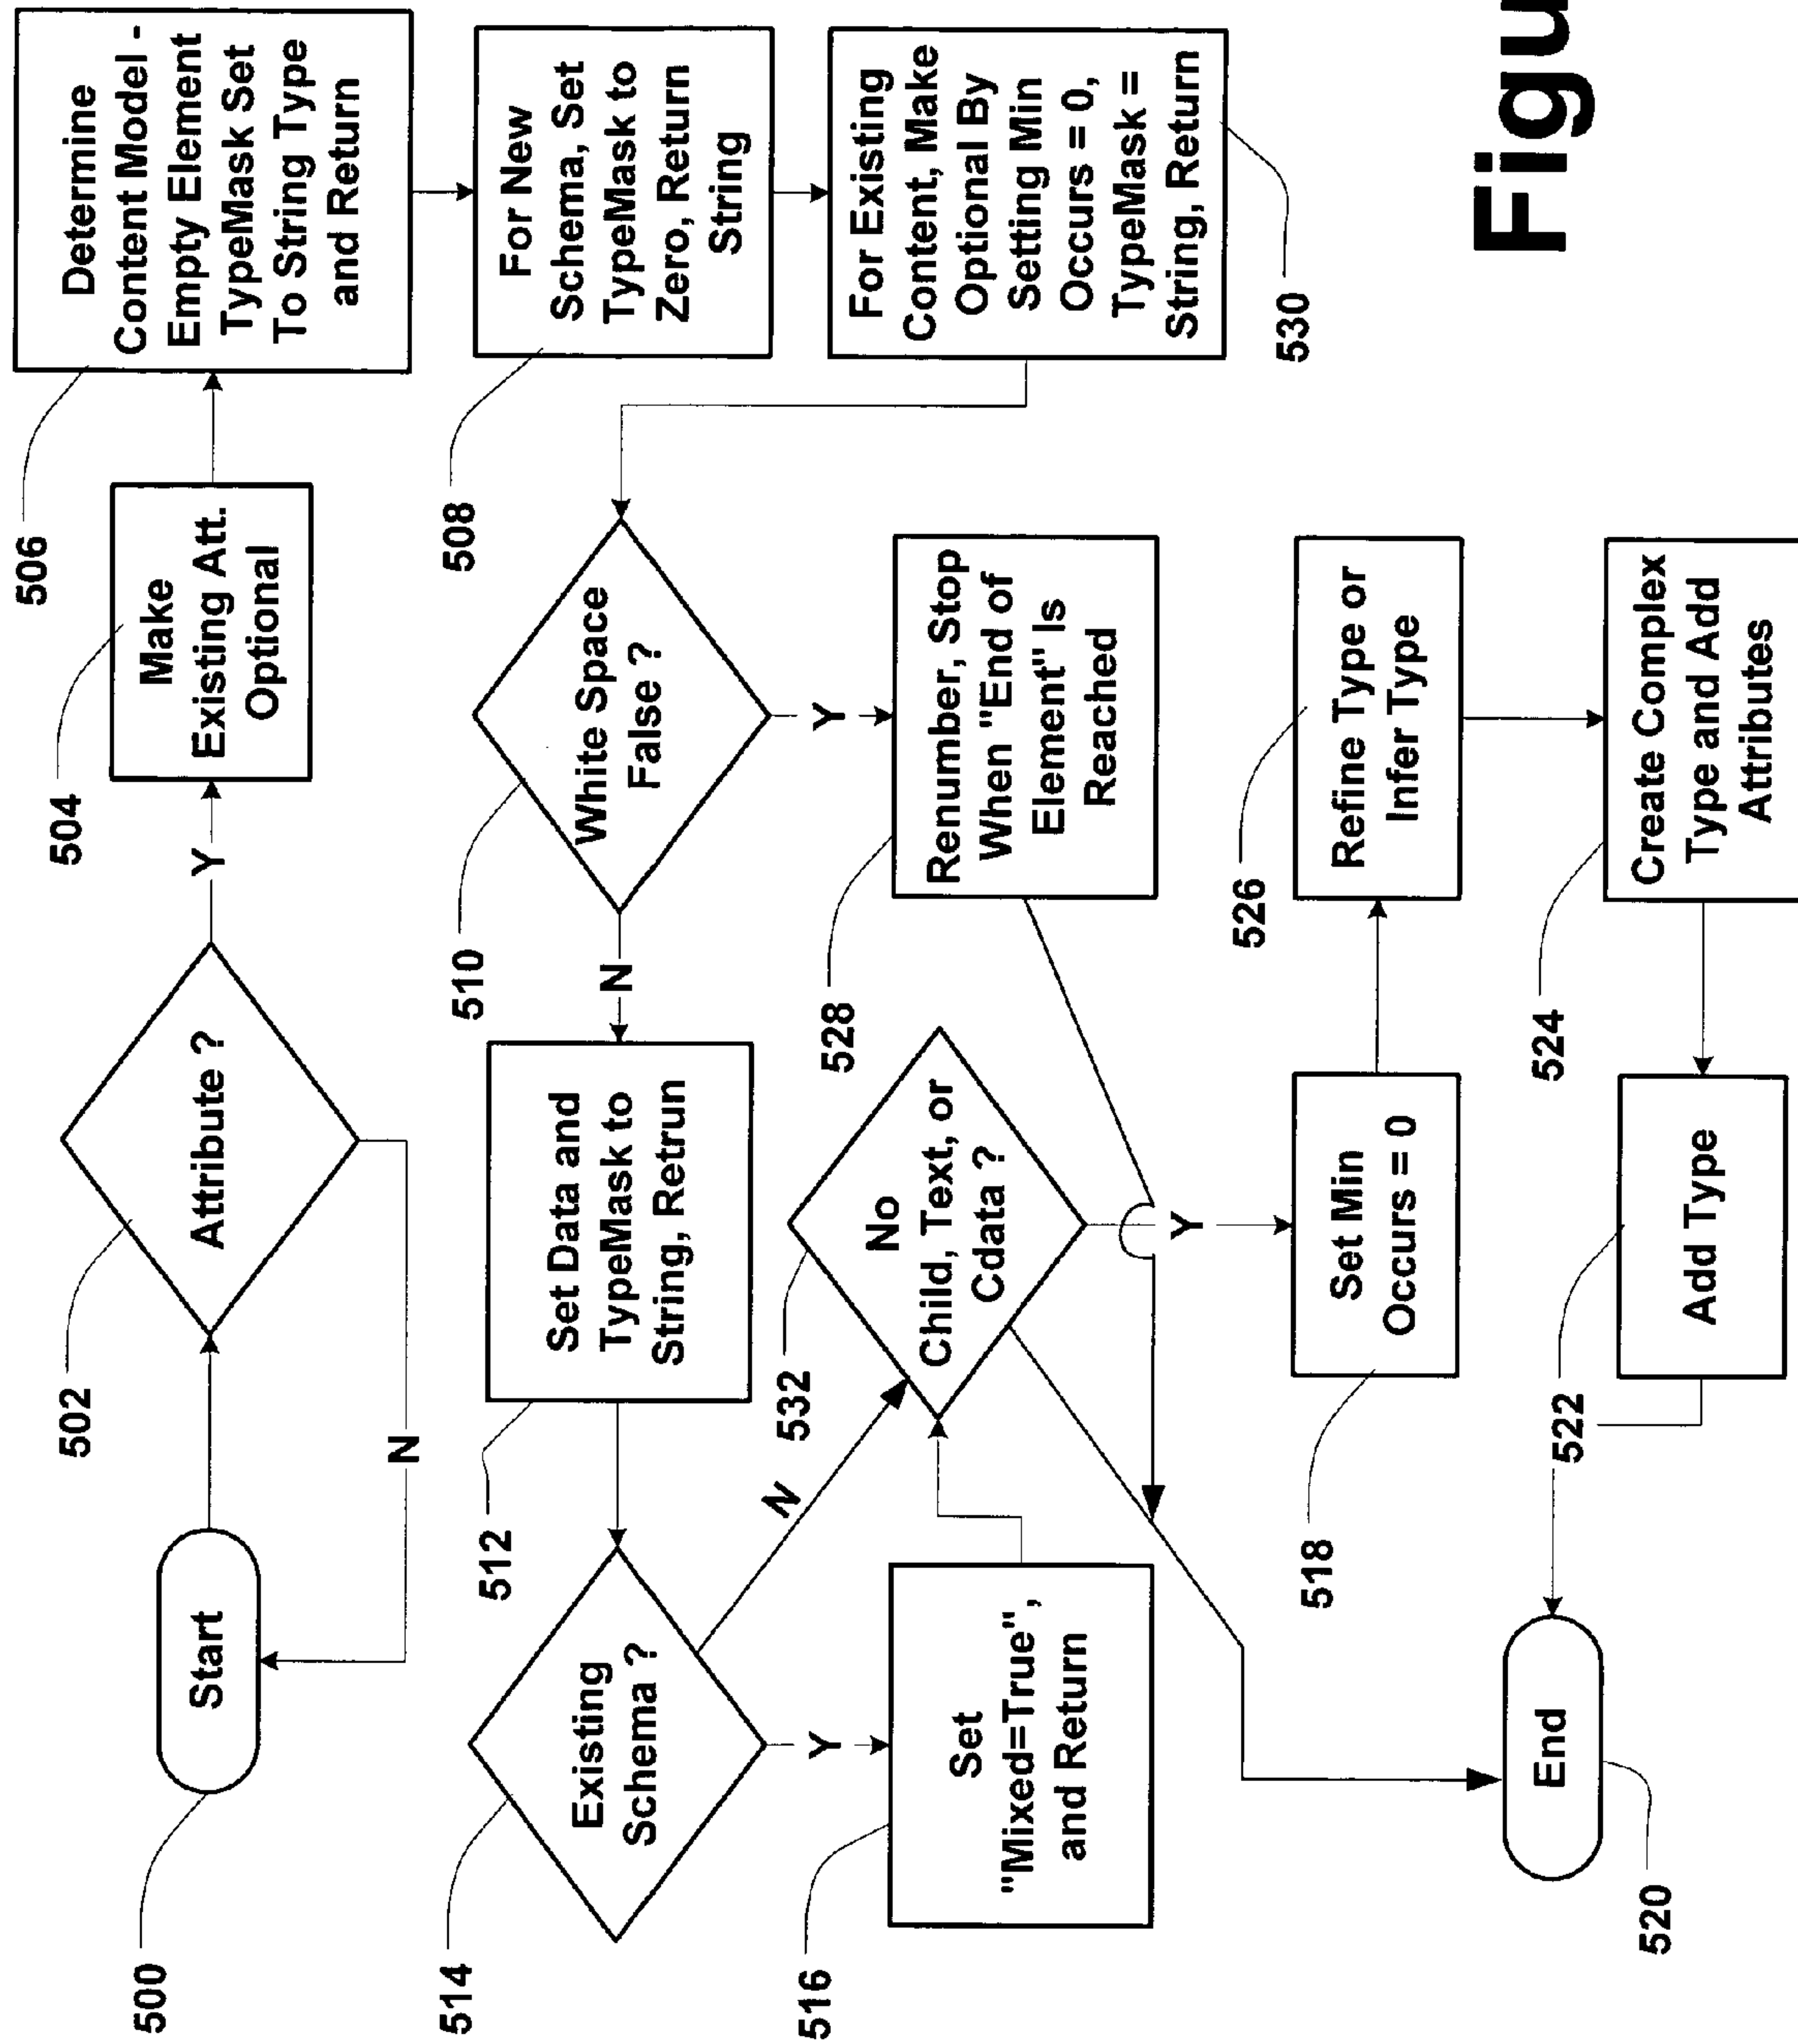 500
Start
502
Attribute ?
Y
N
504
Make
Existing Att.
Optional
506
Determine
Content Model -
Empty Element
TypeMask Set
To String Type
and Return
508
For New
Schema, Set
TypeMask to
Zero, Return
String
530
For Existing
Content, Make
Optional By
Setting Min
Occurs = 0,
TypeMask =
String, Return
510
White Space
False ?
N
Y
512
Set Data and
TypeMask to
String, Retrun
514
Existing
Schema ?
N
Y
516
Set
"Mixed=True",
and Return
532
No
Child, Text, or
Cdata ?
Y
528
Renumber, Stop
When "End of
Element" Is
Reached
518
Set Min
Occurs = 0
526
Refine Type or
Infer Type
524
Create Complex
Type and Add
Attributes
522
Add Type
520
End